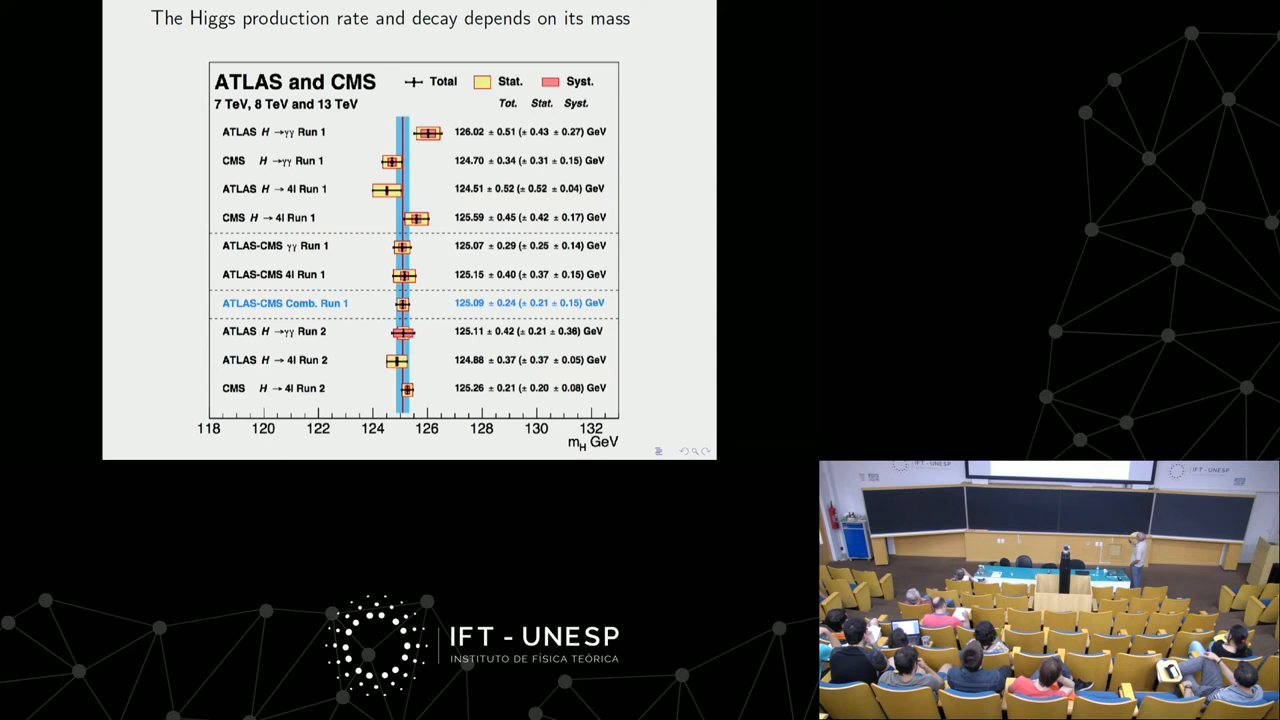 The Higgs production rate and decay depends on its mass
ATLAS and CMS
Total Stat. Syst.
7 TeV, 8 TeV and 13 TeV
Tot. Stat. Syst.
ATLAS H →γγ Run 1 126.02 ± 0.51 (± 0.43 ± 0.27) GeV
CMS H →γγ Run 1 124.70 ± 0.34 (± 0.31 ± 0.15) GeV
ATLAS H → 4l Run 1 124.51 ± 0.52 (± 0.52 ± 0.04) GeV
CMS H → 4l Run 1 125.59 ± 0.45 (± 0.42 ± 0.17) GeV
ATLAS-CMS γγ Run 1 125.07 ± 0.29 (± 0.25 ± 0.14) GeV
ATLAS-CMS 4l Run 1 125.15 ± 0.40 (± 0.37 ± 0.15) GeV
ATLAS-CMS Comb. Run 1 125.09 ± 0.24 (± 0.21 ± 0.15) GeV
ATLAS H →γγ Run 2 125.11 ± 0.42 (± 0.21 ± 0.36) GeV
ATLAS H → 4l Run 2 124.88 ± 0.37 (± 0.37 ± 0.05) GeV
CMS H → 4l Run 2 125.26 ± 0.21 (± 0.20 ± 0.08) GeV
118 120 122 124 126 128 130 132
mH GeV
IFT - UNESP
IFT - UNESP
IFT - UNESP
INSTITUTO DE FÍSICA TEÓRICA